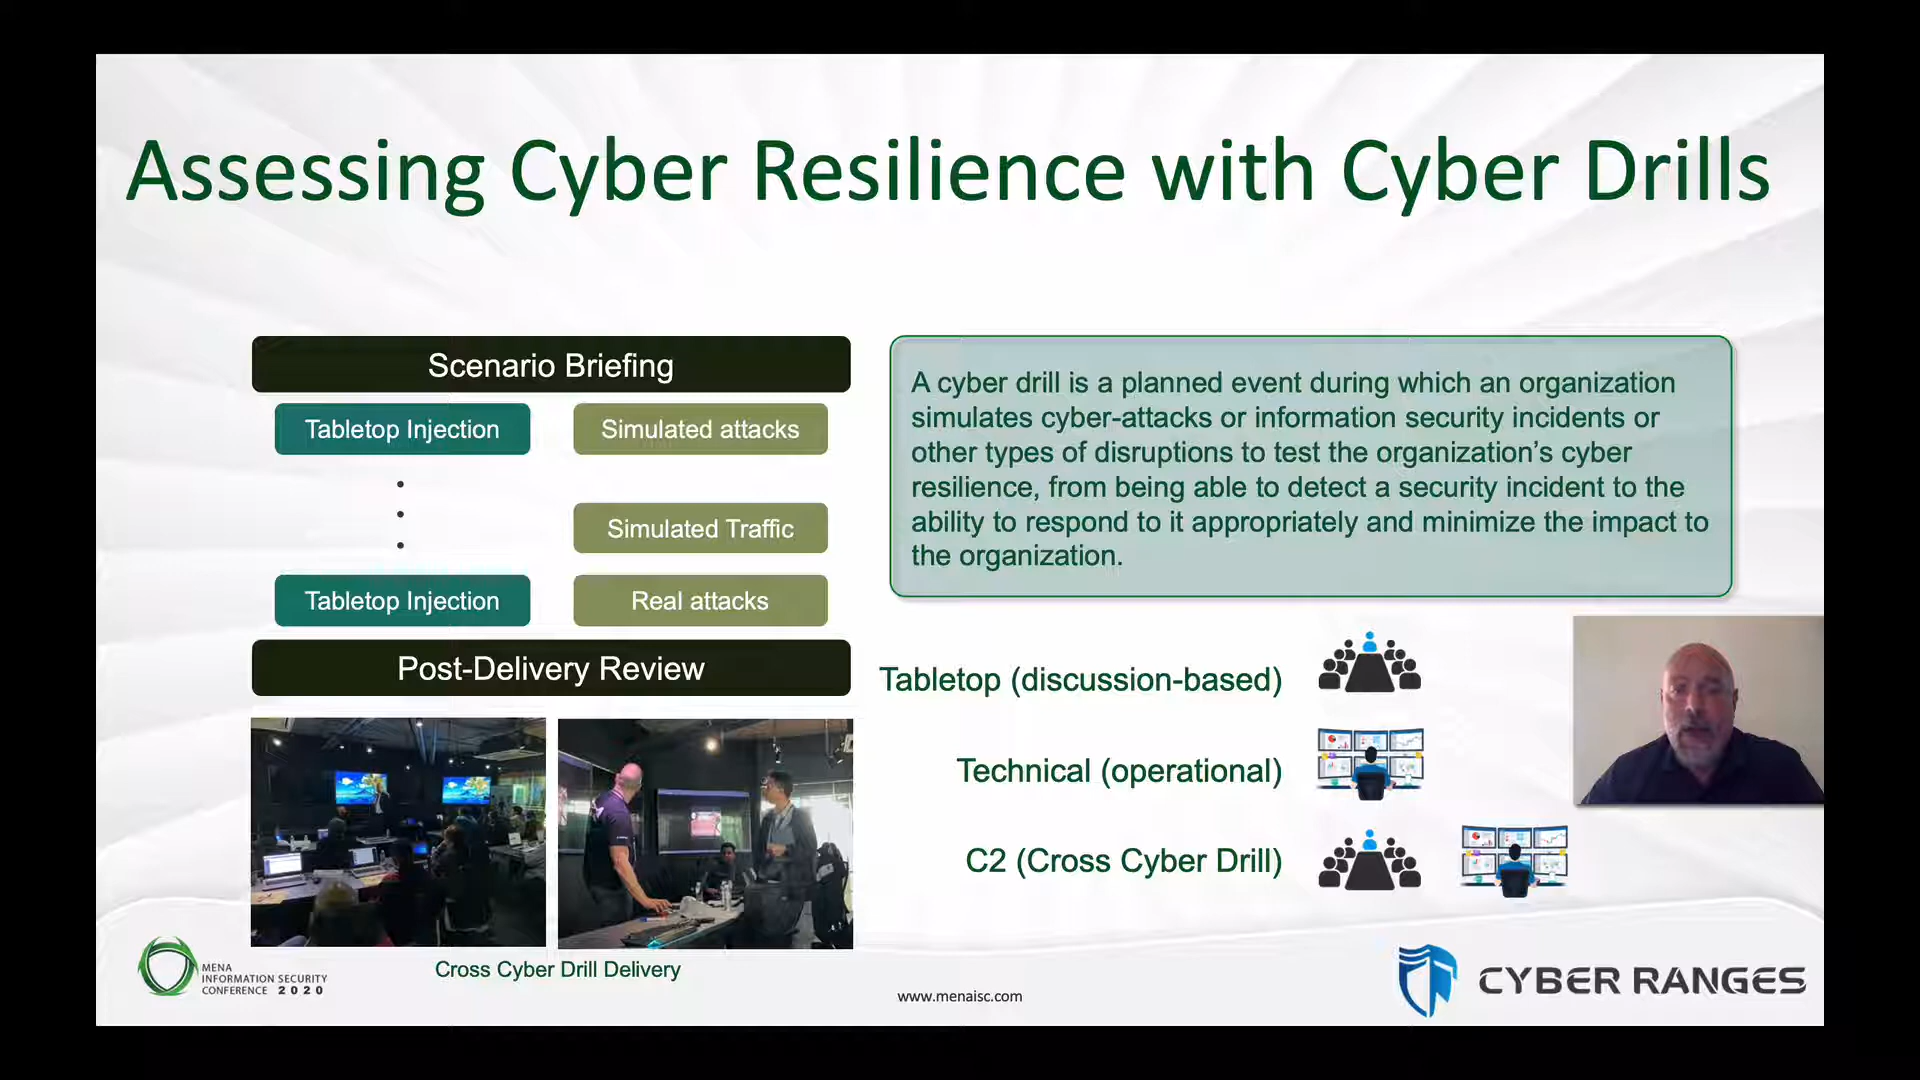 Assessing Cyber Resilience with Cyber Drills
Scenario Briefing
Tabletop Injection
Simulated attacks
Simulated Traffic
Tabletop Injection
Real attacks
Post-Delivery Review
Cross Cyber Drill Delivery
A cyber drill is a planned event during which an organization
simulates cyber-attacks or information security incidents or
other types of disruptions to test the organization’s cyber
resilience, from being able to detect a security incident to the
ability to respond to it appropriately and minimize the impact to
the organization.
Tabletop (discussion-based)
Technical (operational)
C2 (Cross Cyber Drill)
MENA
INFORMATION SECURITY
CONFERENCE 2020
www.menaisc.com
CYBER RANGES